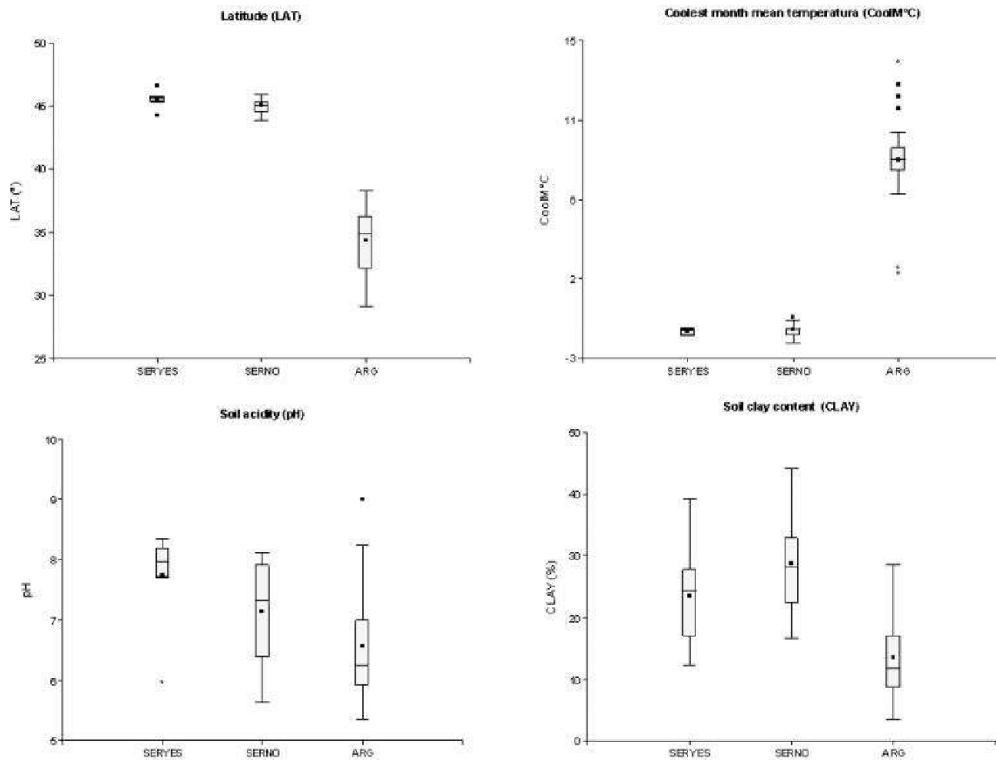 Latitude (LAT)
50
45
40
35
30
25
LAT (°)
SERYES
SERNO
ARG
Coolest month mean temperatura (CoolM°C)
15
11
6
2
-3
CoolM°C
SERYES
SERNO
ARG
Soil acidity (pH)
10
9
8
7
6
5
pH
SERYES
SERNO
ARG
Soil clay content (CLAY)
50
40
30
20
10
0
CLAY (%)
SERYES
SERNO
ARG